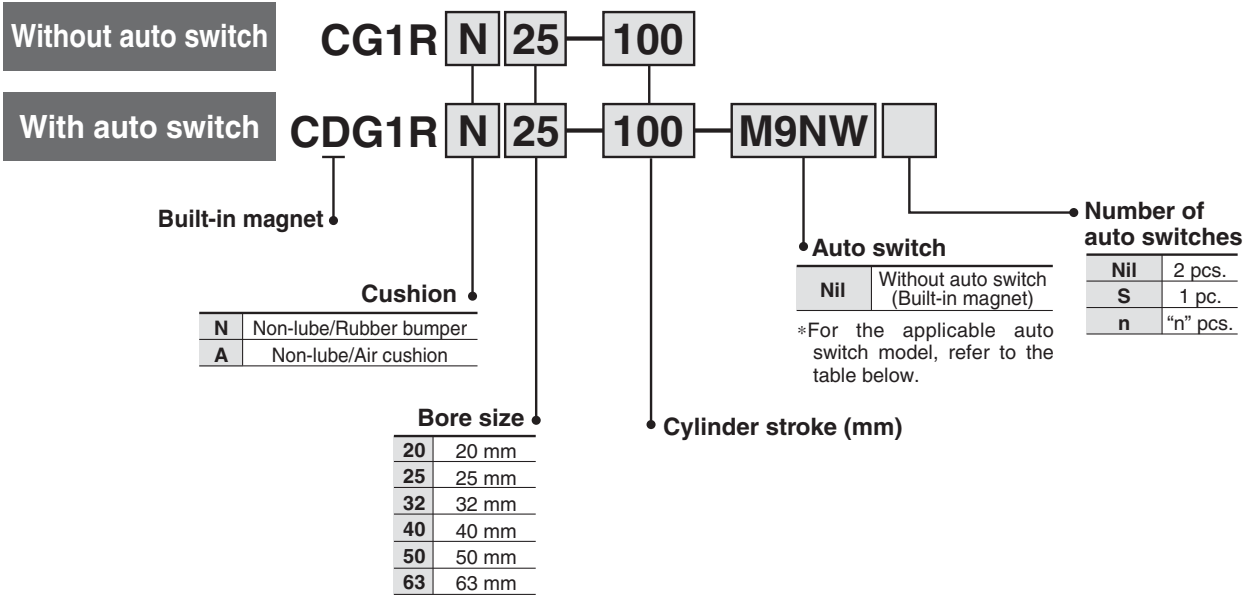 Without auto switch CG1R N 25 — 100
With auto switch CDG1R N 25 — 100 — M9NW
Built-in magnet
Cushion
N Non-lube/Rubber bumper
A Non-lube/Air cushion
Bore size
20 20 mm
25 25 mm
32 32 mm
40 40 mm
50 50 mm
63 63 mm
Cylinder stroke (mm)
Auto switch
Nil Without auto switch
(Built-in magnet)
*For the applicable auto
switch model, refer to the
table below.
Number of
auto switches
Nil 2 pcs.
S 1 pc.
n “n” pcs.